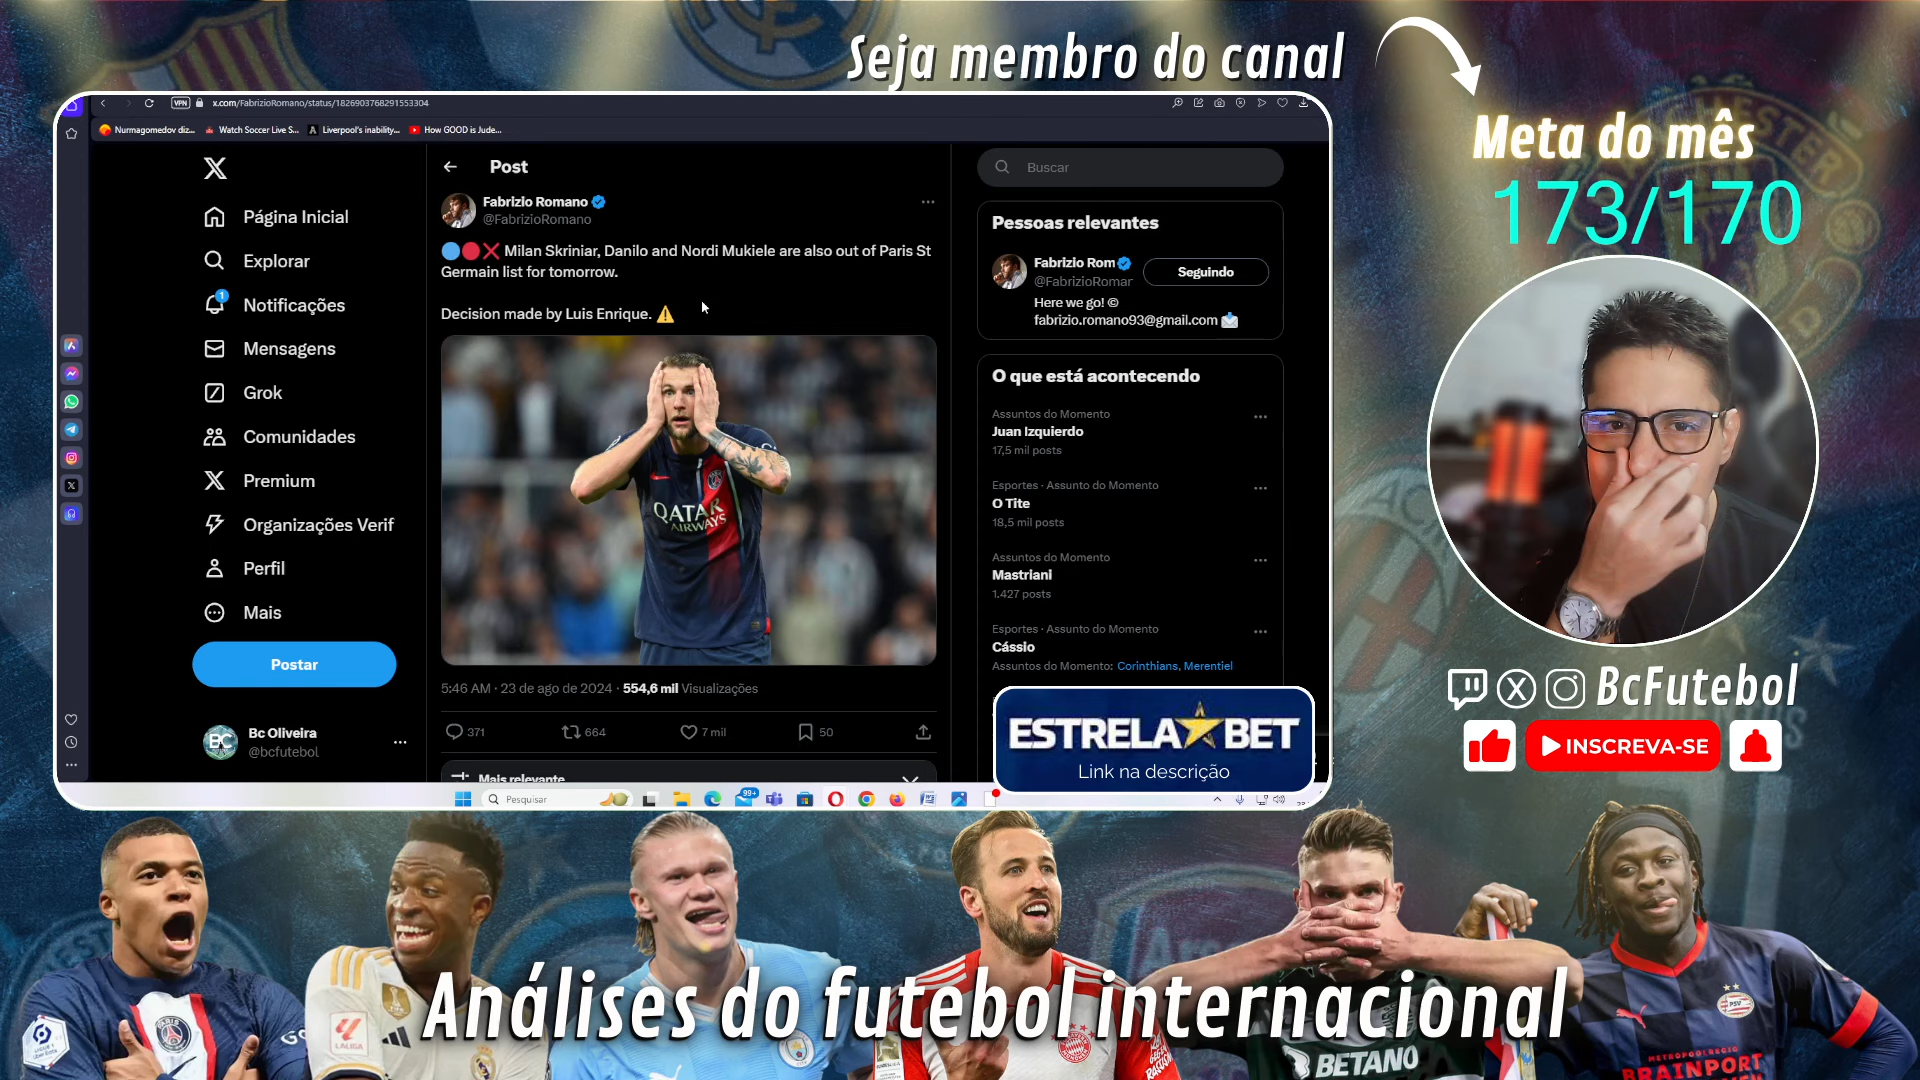 Seja membro do canal
Meta do mês
173/170
VPN
x.com/FabrizioRomano/status/1826903768291553304
Nurmagomedov diz...
Watch Soccer Live S...
Liverpool's inability...
How GOOD is Jude...
Página Inicial
Explorar
1
Notificações
Mensagens
Grok
Comunidades
Premium
Organizações Verif
Perfil
Mais
Postar
Bc Oliveira
@bcfutebol
Post
Fabrizio Romano
@FabrizioRomano
Milan Skriniar, Danilo and Nordi Mukiele are also out of Paris St
Germain list for tomorrow.
Decision made by Luis Enrique.
QATAR
AIRWAYS
5:46 AM · 23 de ago de 2024 · 554,6 mil Visualizações
371
664
7 mil
50
Mais relevante
Buscar
Pessoas relevantes
Fabrizio Rom
@FabrizioRomar
Seguindo
Here we go! ©
fabrizio.romano93@gmail.com
O que está acontecendo
Assuntos do Momento
Juan Izquierdo
17,5 mil posts
Esportes · Assunto do Momento
O Tite
18,5 mil posts
Assuntos do Momento
Mastriani
1.427 posts
Esportes · Assunto do Momento
Cássio
Assuntos do Momento: Corinthians, Merentiel
ESTRELA BET
Link na descrição
Pesquisar
99+
BcFutebol
INSCREVA-SE
Análises do futebol internacional
PARIS
LALIGA
BETANO
PSV
METROPOOLREGIO
BRAINPORT